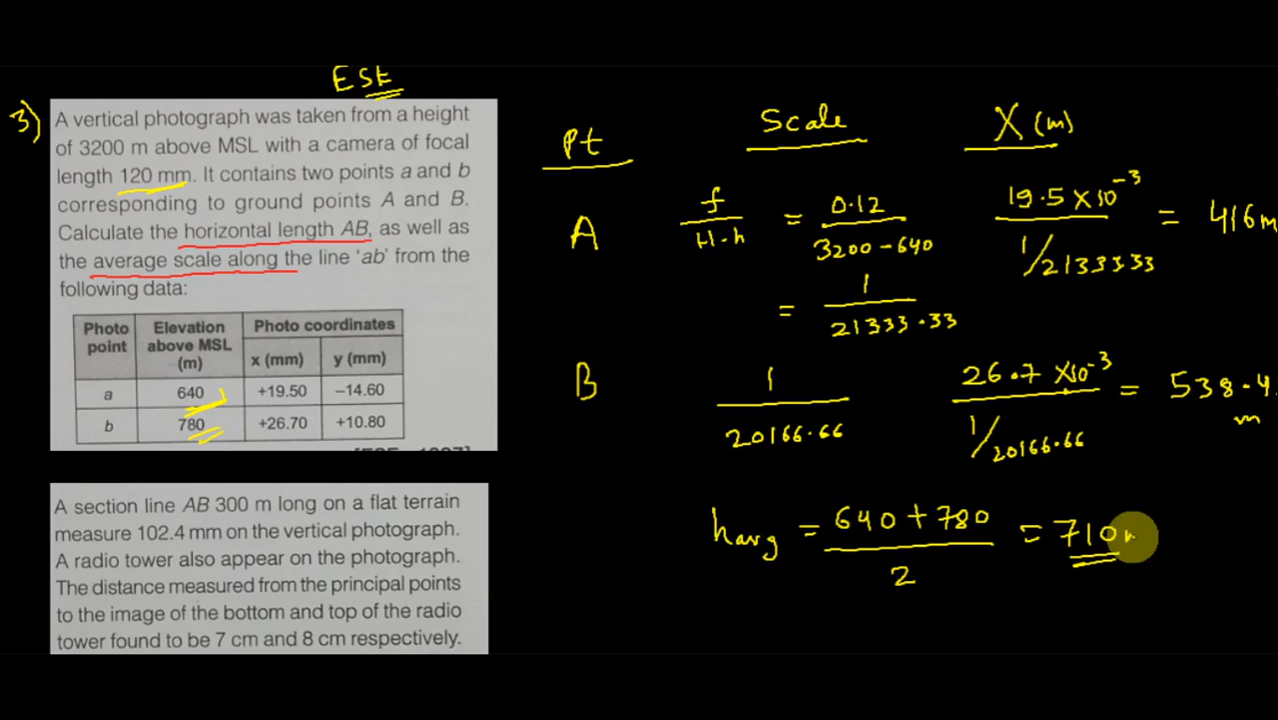 ESE
3)
A vertical photograph was taken from a height
of 3200 m above MSL with a camera of focal
length 120 mm. It contains two points a and b
corresponding to ground points A and B.
Calculate the horizontal length AB, as well as
the average scale along the line ‘ab’ from the
following data:
Photo point | Elevation above MSL (m) | Photo coordinates
x (mm) | y (mm)
a | 640 | +19.50 | −14.60
b | 780 | +26.70 | +10.80
A section line AB 300 m long on a flat terrain
measure 102.4 mm on the vertical photograph.
A radio tower also appear on the photograph.
The distance measured from the principal points
to the image of the bottom and top of the radio
tower found to be 7 cm and 8 cm respectively.
Pt Scale X (m)
A f/H-h = 0.12/3200-640 19.5 X 10⁻³ / 1/2133333 = 416m
= 1/21333.33
B 1/20166.66 26.7 X10⁻³ / 1/20166.66 = 538.4
m
havg = 640+780/2 = 710